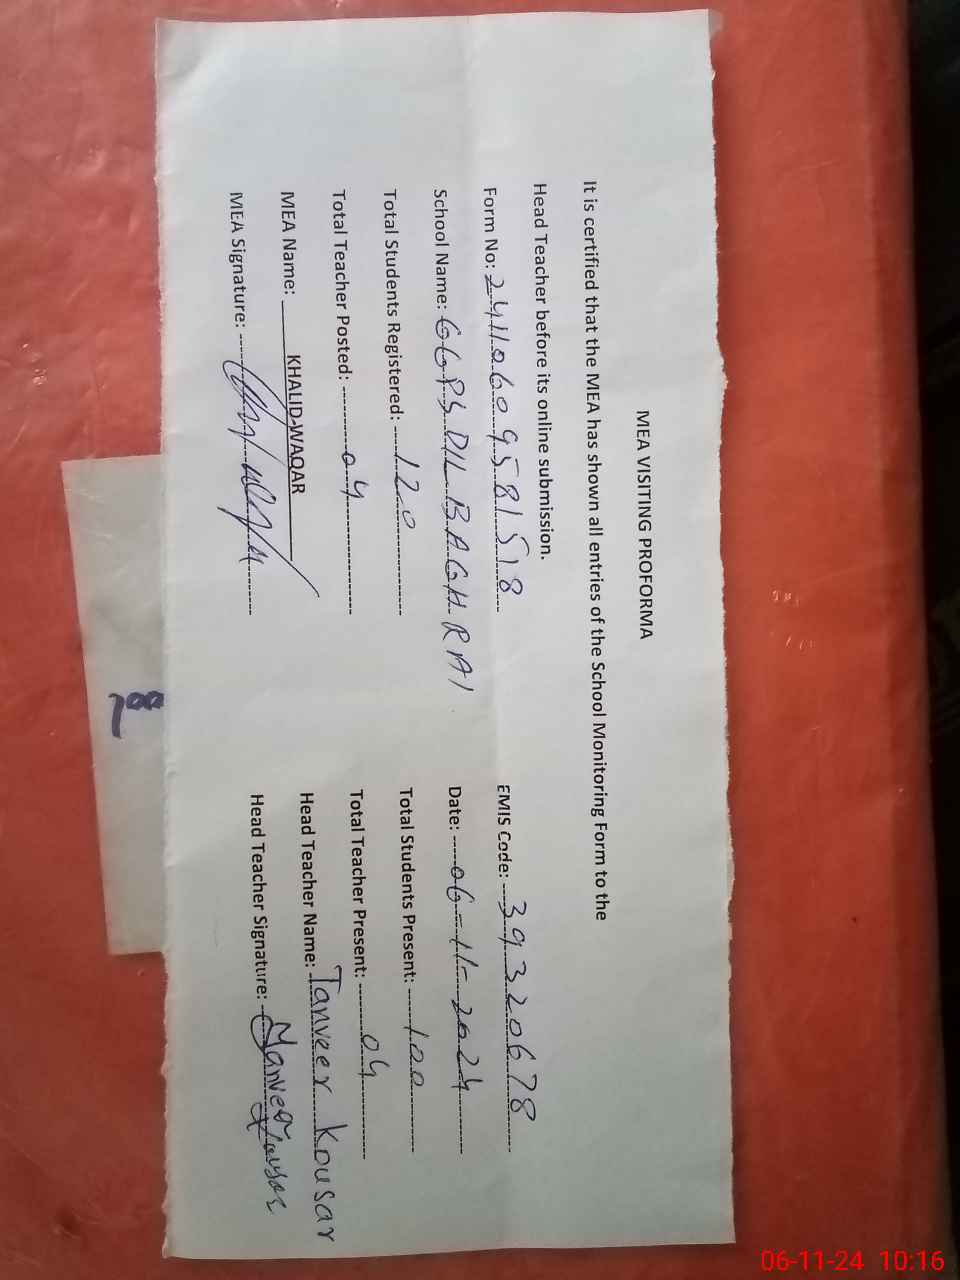 MEA VISITING PROFORMA
It is certified that the MEA has shown all entries of the School Monitoring Form to the
Head Teacher before its online submission.
Form No: 24110609581518 EMIS Code: 39320678
School Name: GGPS DIL BAGH RAI Date: 06-11-2024
Total Students Registered: 120 Total Students Present: 100
Total Teacher Posted: 04 Total Teacher Present: 04
MEA Name: KHALID-WAQAR Head Teacher Name: Tanveer Kousar
MEA Signature: Head Teacher Signature: Tanveer Kousar
06-11-24 10:16